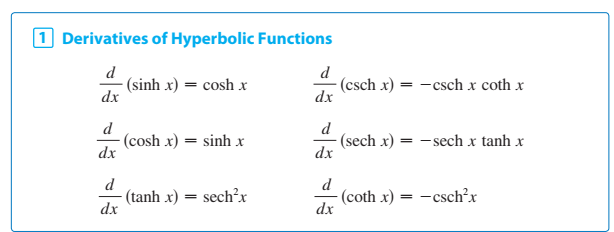 1 Derivatives of Hyperbolic Functions
d/dx (sinh x) = cosh x
d/dx (csch x) = −csch x coth x
d/dx (cosh x) = sinh x
d/dx (sech x) = −sech x tanh x
d/dx (tanh x) = sech²x
d/dx (coth x) = −csch²x